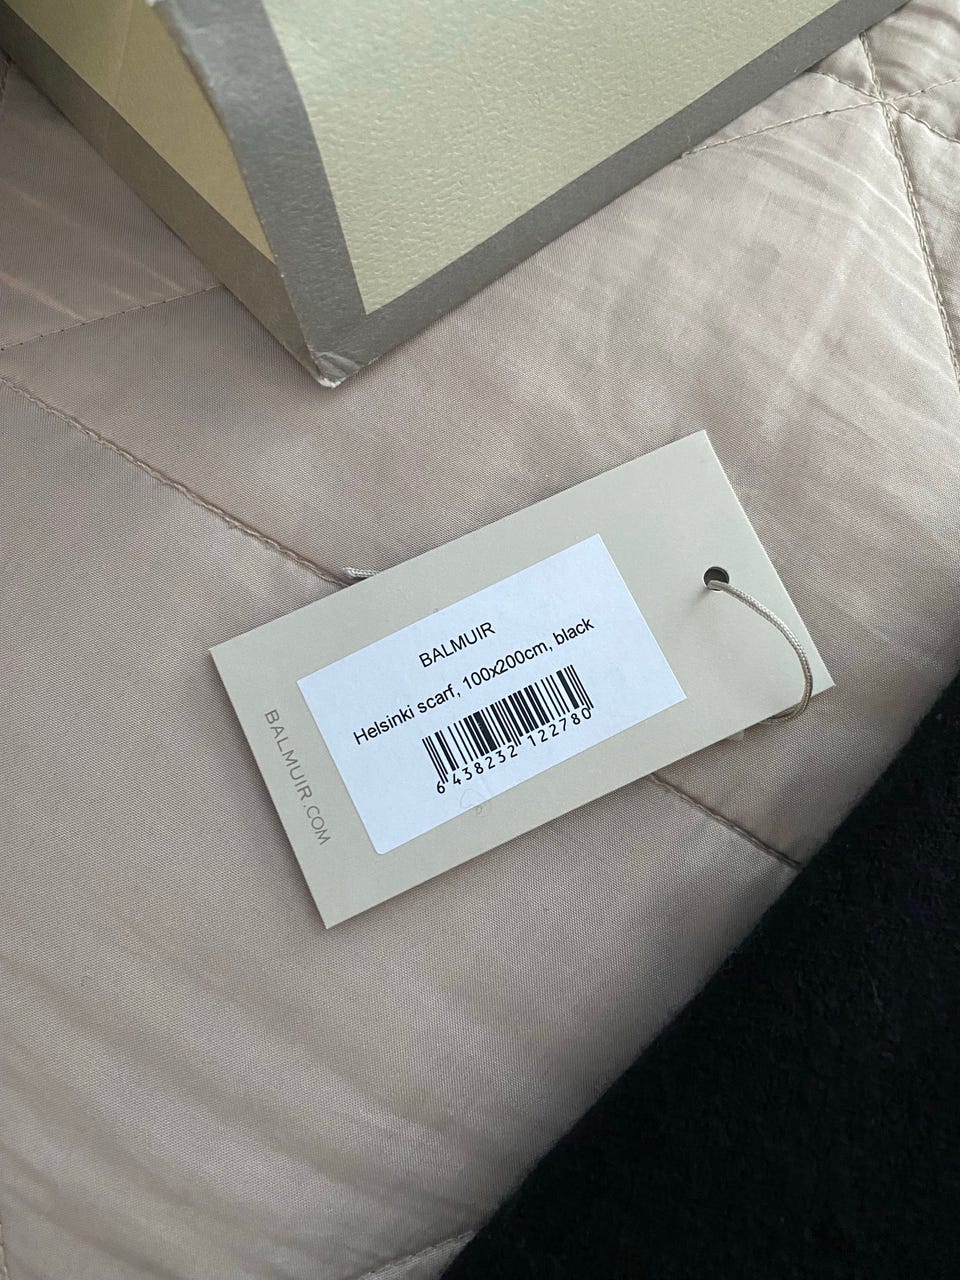 BALMUIR
Helsinki scarf, 100x200cm, black
6 438232 122780
BALMUIR.COM